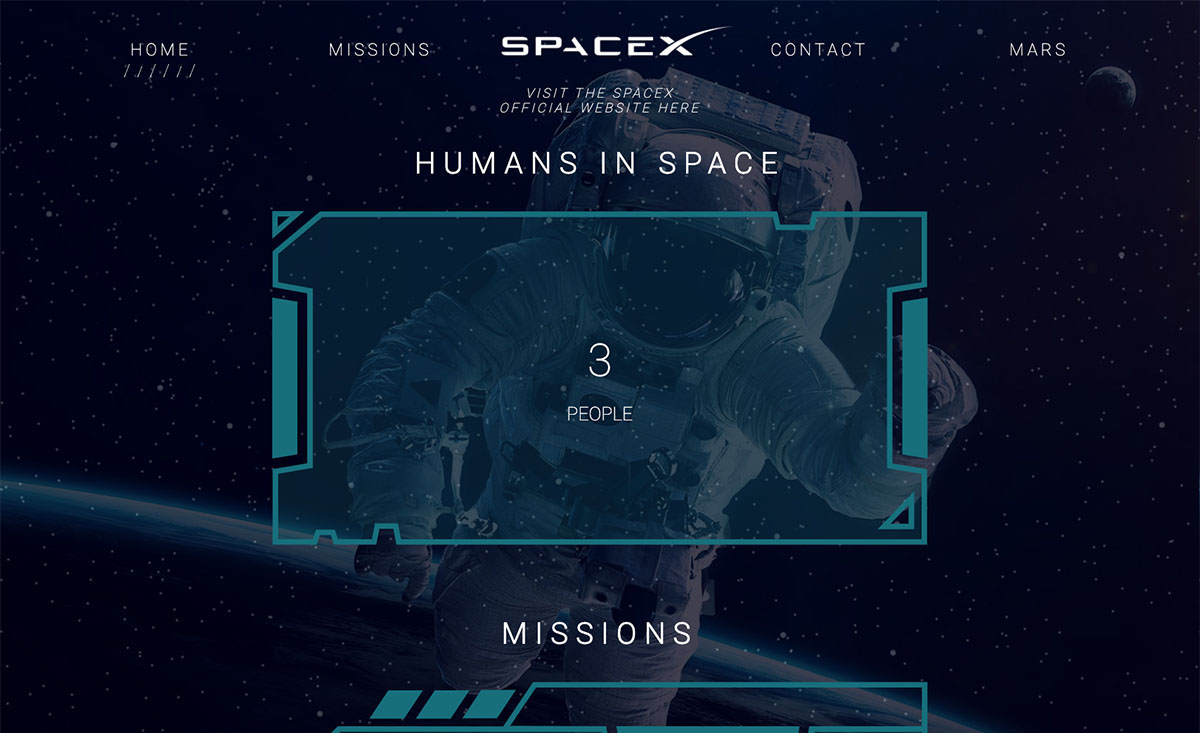 HOME
MISSIONS
SPACEX
CONTACT
MARS
//////
VISIT THE SPACEX
OFFICIAL WEBSITE HERE
HUMANS IN SPACE
3
PEOPLE
MISSIONS